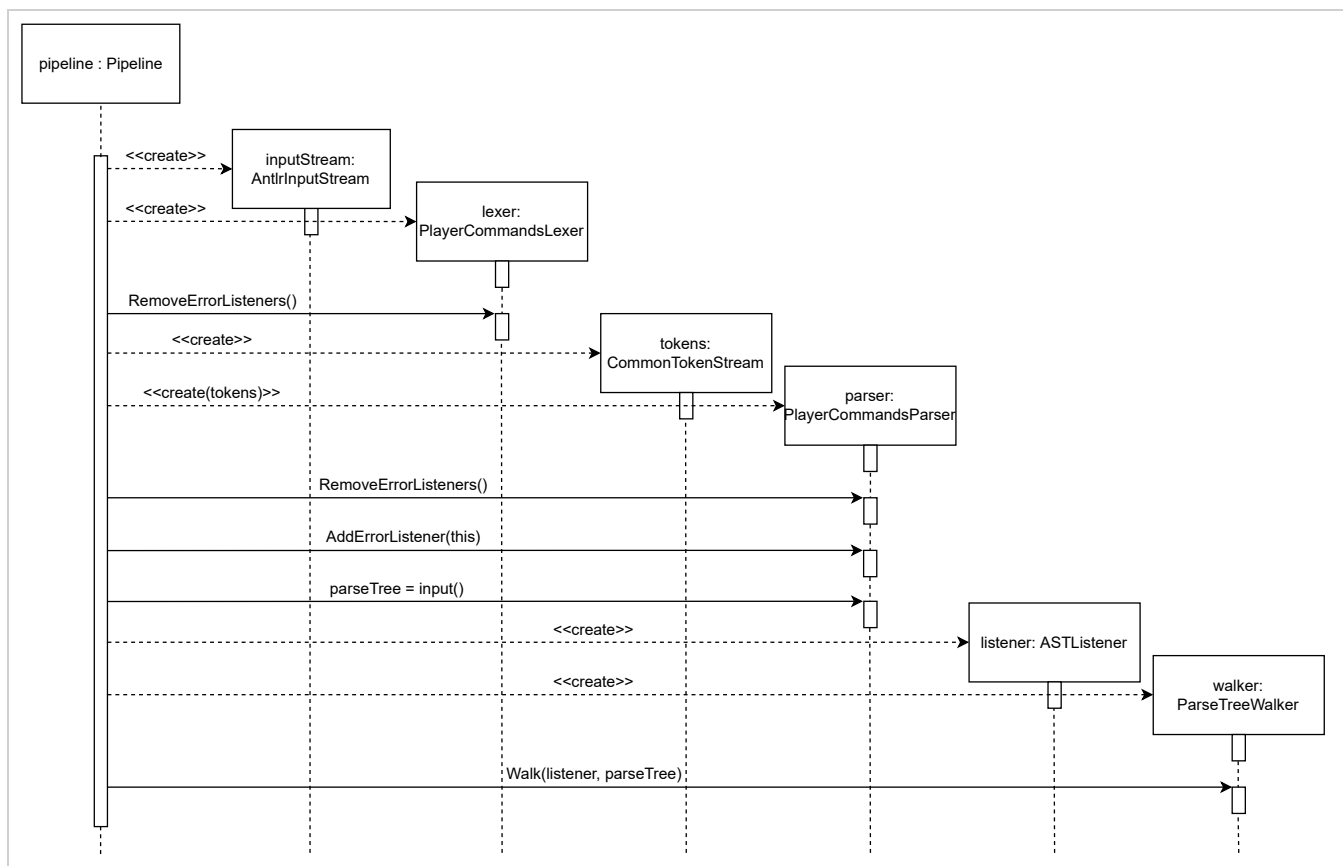 pipeline : Pipeline
<<create>>
inputStream:
AntlrInputStream
<<create>>
lexer:
PlayerCommandsLexer
RemoveErrorListeners()
<<create>>
tokens:
CommonTokenStream
<<create(tokens)>>
parser:
PlayerCommandsParser
RemoveErrorListeners()
AddErrorListener(this)
parseTree = input()
<<create>>
listener: ASTListener
<<create>>
walker:
ParseTreeWalker
Walk(listener, parseTree)